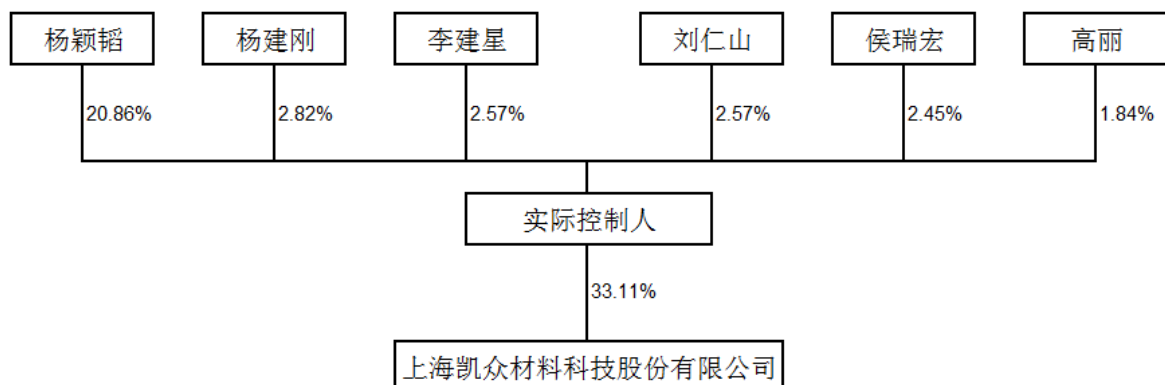 杨颖韬 杨建刚 李建星 刘仁山 侯瑞宏 高丽
20.86% 2.82% 2.57% 2.57% 2.45% 1.84%
实际控制人
33.11%
上海凯众材料科技股份有限公司